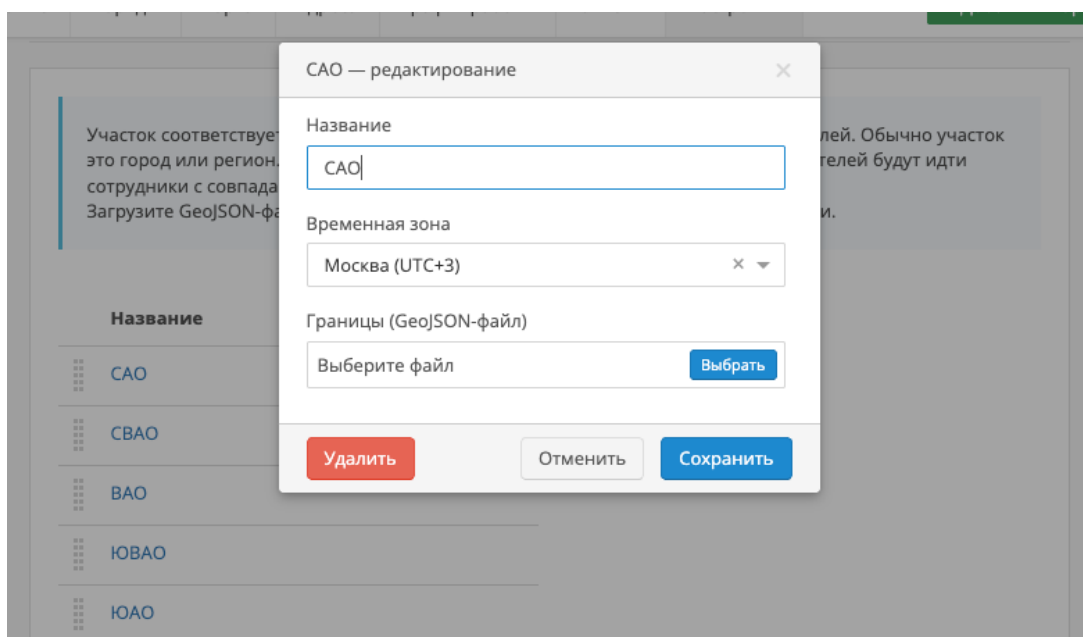 САО — редактирование
Название
САО
Временная зона
Москва (UTC+3)
Границы (GeoJSON-файл)
Выберите файл
Выбрать
Удалить
Отменить
Сохранить
Участок соответствует
лей. Обычно участок
это город или регион.
телей будут идти
сотрудники с совпада
Загрузите GeoJSON-фа
и.
Название
САО
СВАО
ВАО
ЮВАО
ЮАО